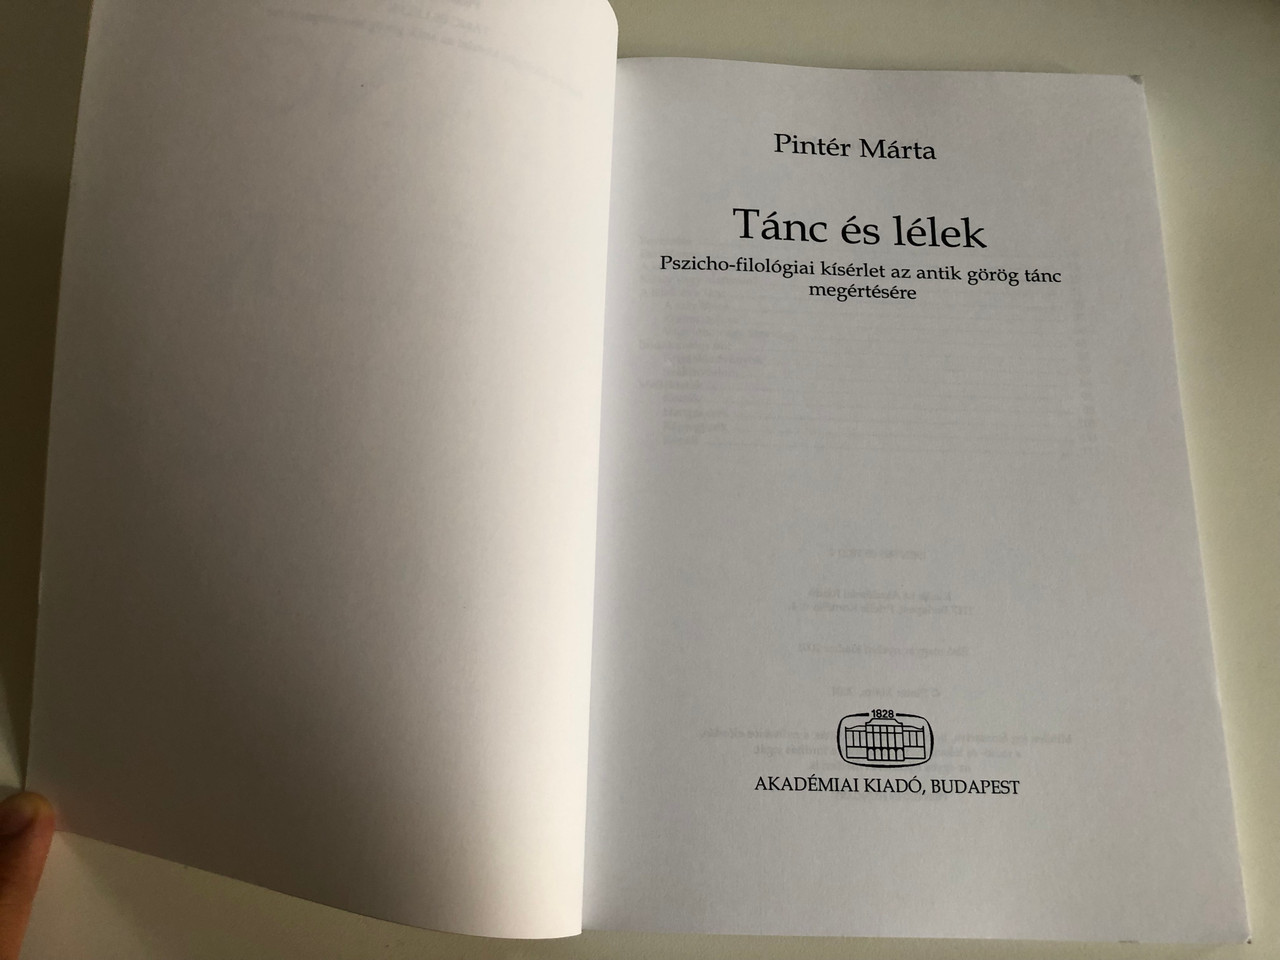 Pintér Márta
Tánc és lélek
Pszicho-filológiai kísérlet az antik görög tánc
megértésére
1828
AKADÉMIAI KIADÓ, BUDAPEST